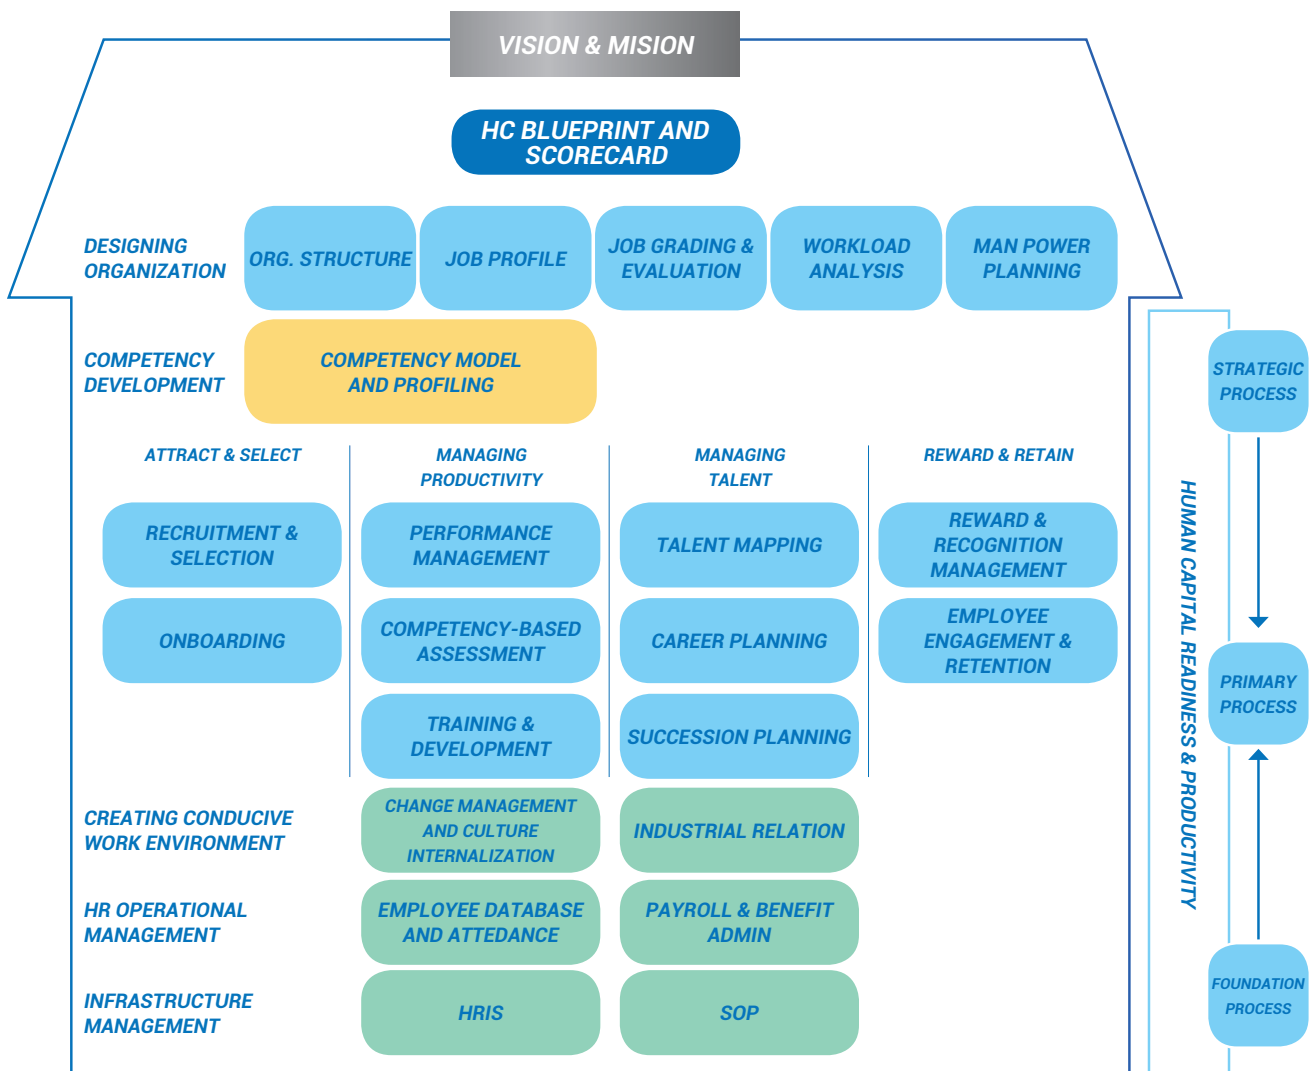 VISION & MISION
HC BLUEPRINT AND
SCORECARD
DESIGNING
ORGANIZATION
ORG. STRUCTURE
JOB PROFILE
JOB GRADING &
EVALUATION
WORKLOAD
ANALYSIS
MAN POWER
PLANNING
COMPETENCY
DEVELOPMENT
COMPETENCY MODEL
AND PROFILING
ATTRACT & SELECT
MANAGING
PRODUCTIVITY
MANAGING
TALENT
REWARD & RETAIN
RECRUITMENT &
SELECTION
PERFORMANCE
MANAGEMENT
TALENT MAPPING
REWARD &
RECOGNITION
MANAGEMENT
ONBOARDING
COMPETENCY-BASED
ASSESSMENT
CAREER PLANNING
EMPLOYEE
ENGAGEMENT &
RETENTION
TRAINING &
DEVELOPMENT
SUCCESSION PLANNING
CREATING CONDUCIVE
WORK ENVIRONMENT
CHANGE MANAGEMENT
AND CULTURE
INTERNALIZATION
INDUSTRIAL RELATION
HR OPERATIONAL
MANAGEMENT
EMPLOYEE DATABASE
AND ATTEDANCE
PAYROLL & BENEFIT
ADMIN
INFRASTRUCTURE
MANAGEMENT
HRIS
SOP
HUMAN CAPITAL READINESS & PRODUCTIVITY
STRATEGIC
PROCESS
PRIMARY
PROCESS
FOUNDATION
PROCESS